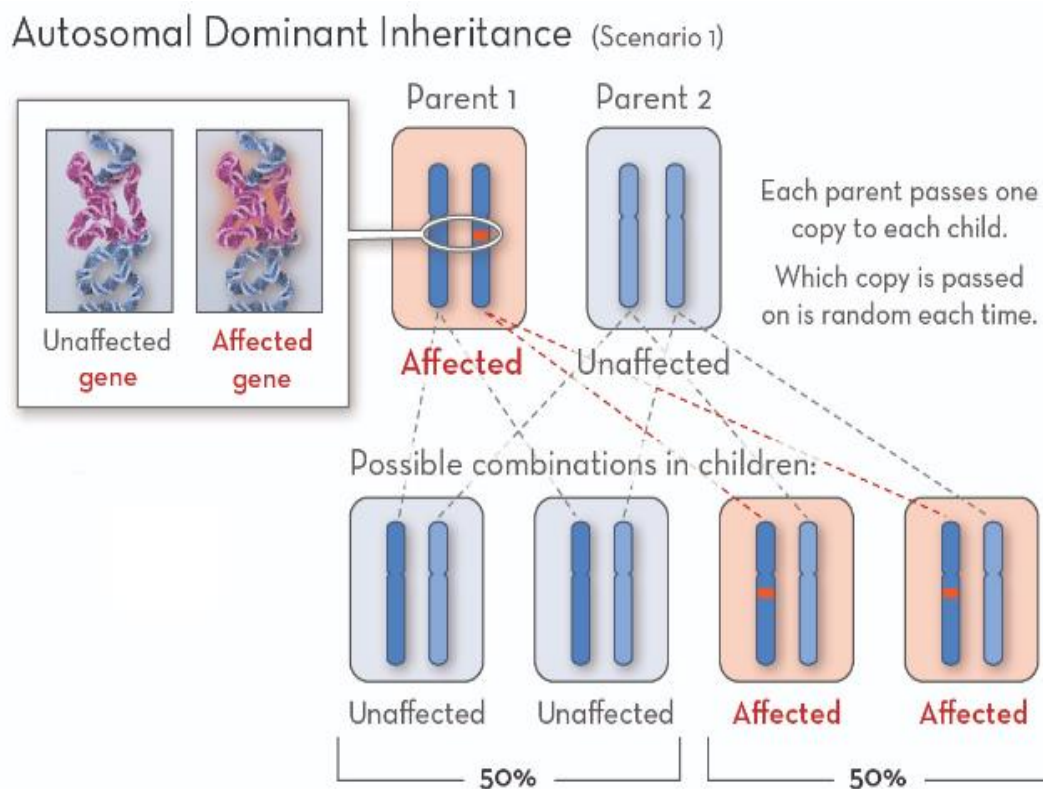 Autosomal Dominant Inheritance (Scenario 1)
Parent 1
Parent 2
Unaffected
gene
Affected
gene
Each parent passes one
copy to each child.
Which copy is passed
on is random each time.
Affected
Unaffected
Possible combinations in children:
Unaffected
Unaffected
Affected
Affected
50%
50%